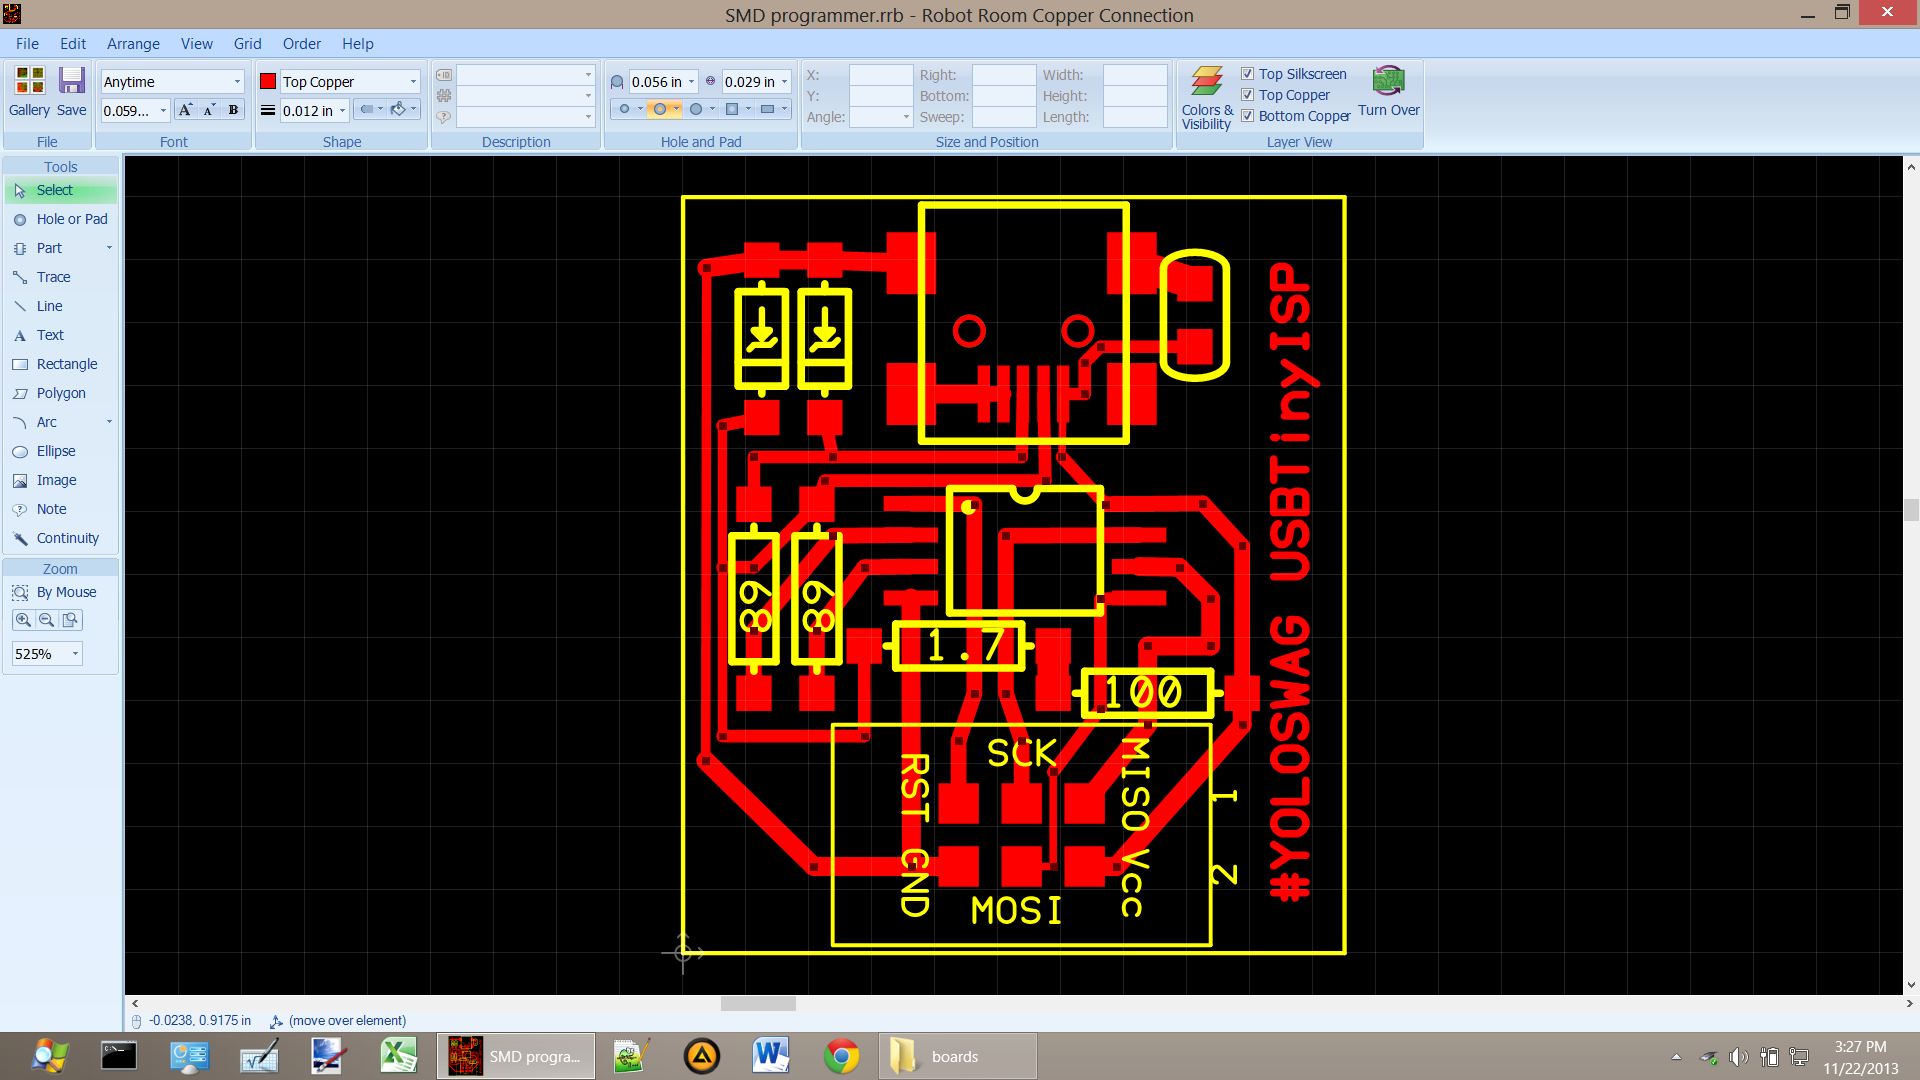 SMD programmer.rrb - Robot Room Copper Connection
File Edit Arrange View Grid Order Help
Gallery Save
File
Anytime
0.059...
A A B
Font
Top Copper
0.012 in
Shape
Description
0.056 in 0.029 in
Hole and Pad
X: Right: Width:
Y: Bottom: Height:
Angle: Sweep: Length:
Size and Position
Colors & Visibility
Top Silkscreen
Top Copper
Bottom Copper
Turn Over
Layer View
Tools
Select
Hole or Pad
Part
Trace
Line
A Text
Rectangle
Polygon
Arc
Ellipse
Image
Note
Continuity
Zoom
By Mouse
525%
68
68
1.7
100
SCK
RST
MISO
1
GND
Vcc
2
MOSI
#YOLOSWAG USBTinyISP
-0.0238, 0.9175 in (move over element)
SMD progra...
boards
3:27 PM
11/22/2013